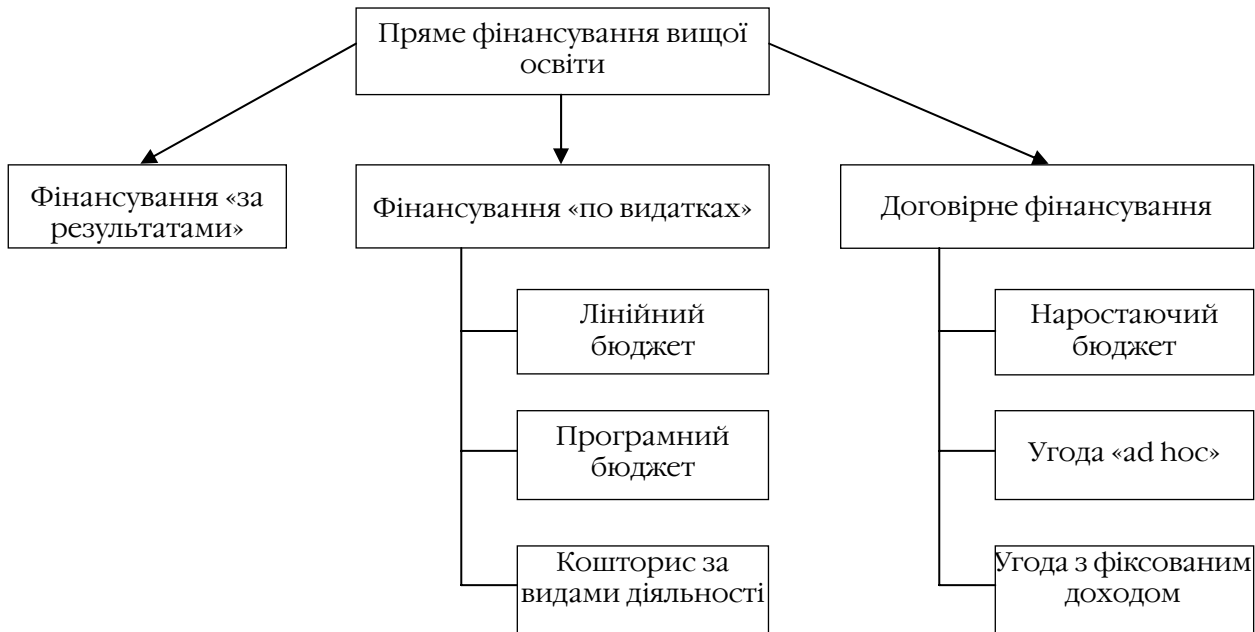 Пряме фінансування вищої
освіти
Фінансування «за
результатами»
Фінансування «по видатках»
Договірне фінансування
Лінійний
бюджет
Програмний
бюджет
Кошторис за
видами діяльності
Наростаючий
бюджет
Угода «ad hoc»
Угода з фіксованим
доходом